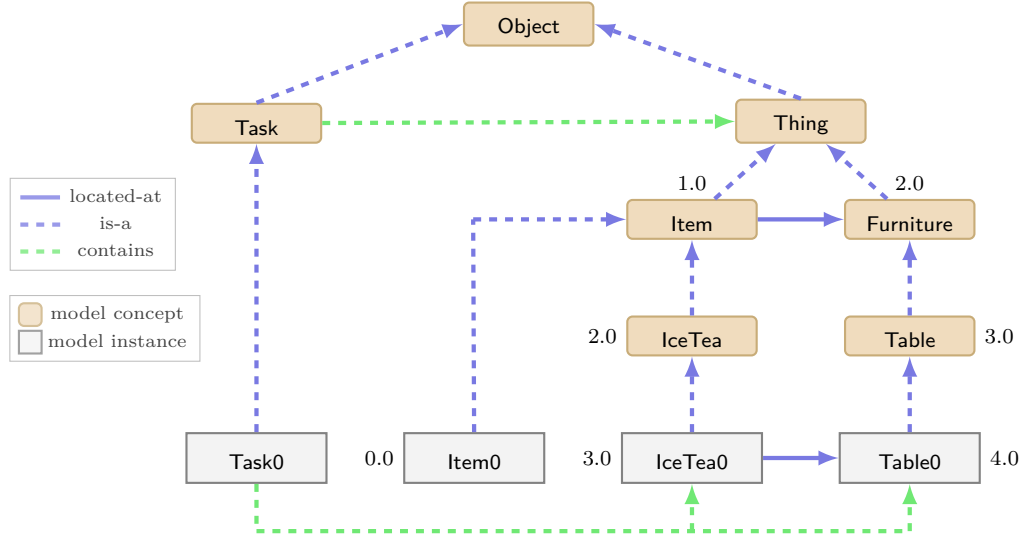 Object
Task
Thing
1.0
2.0
located-at
is-a
contains
Item
Furniture
model concept
model instance
2.0
IceTea
Table
3.0
Task0
0.0
Item0
3.0
IceTea0
Table0
4.0